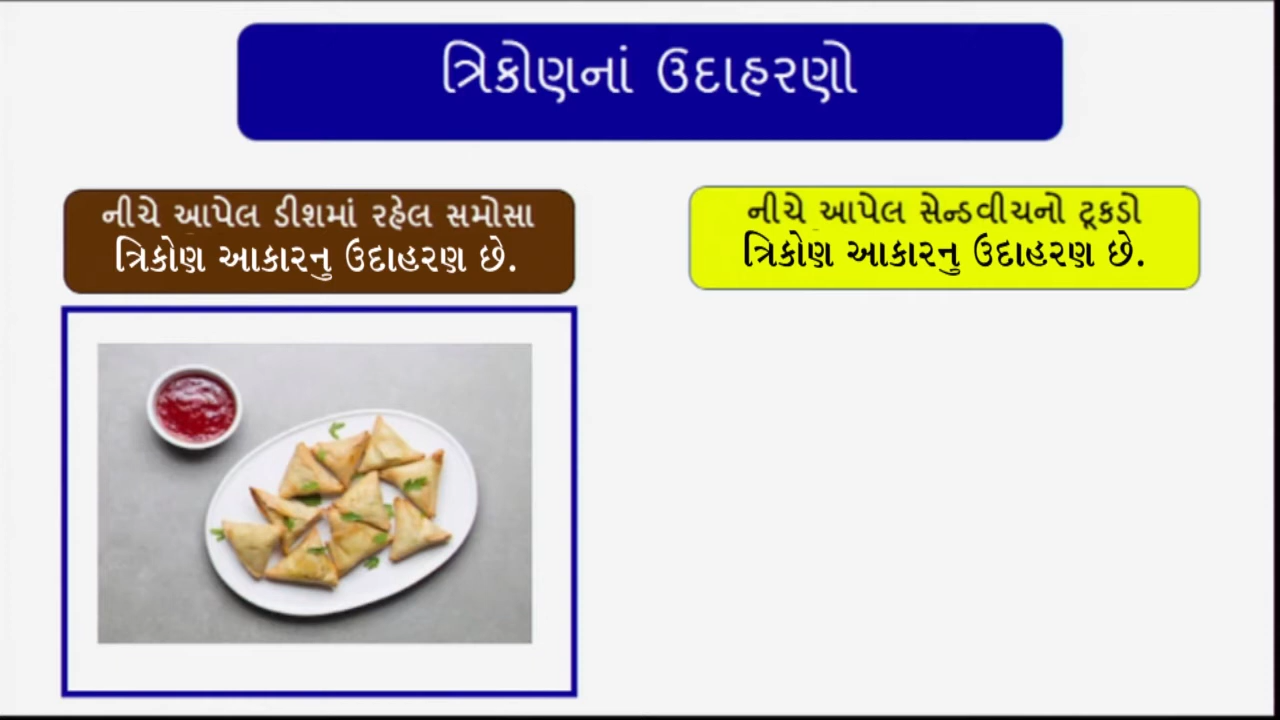 ત્રિકોણનાં ઉદાહરણો
નીચે આપેલ ડીશમાં રહેલ સમોસા
ત્રિકોણ આકારનુ ઉદાહરણ છે.
નીચે આપેલ સેન્ડવીચનો ટૂકડો
ત્રિકોણ આકારનુ ઉદાહરણ છે.